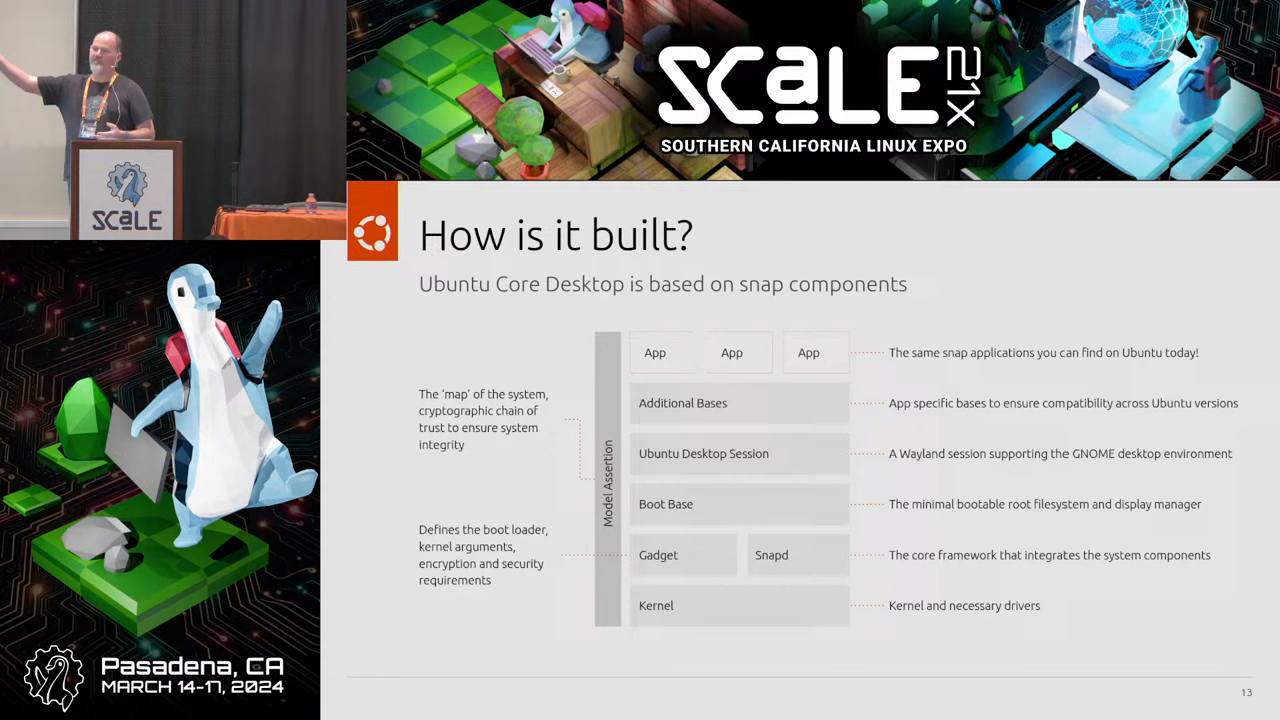 SCALE
21X
SOUTHERN CALIFORNIA LINUX EXPO
SCALE
How is it built?
Ubuntu Core Desktop is based on snap components
The 'map' of the system,
cryptographic chain of
trust to ensure system
integrity
Defines the boot loader,
kernel arguments,
encryption and security
requirements
Model Assertion
App
App
App
The same snap applications you can find on Ubuntu today!
Additional Bases
App specific bases to ensure compatibility across Ubuntu versions
Ubuntu Desktop Session
A Wayland session supporting the GNOME desktop environment
Boot Base
The minimal bootable root filesystem and display manager
Gadget
Snapd
The core framework that integrates the system components
Kernel
Kernel and necessary drivers
Pasadena, CA
MARCH 14-17, 2024
13